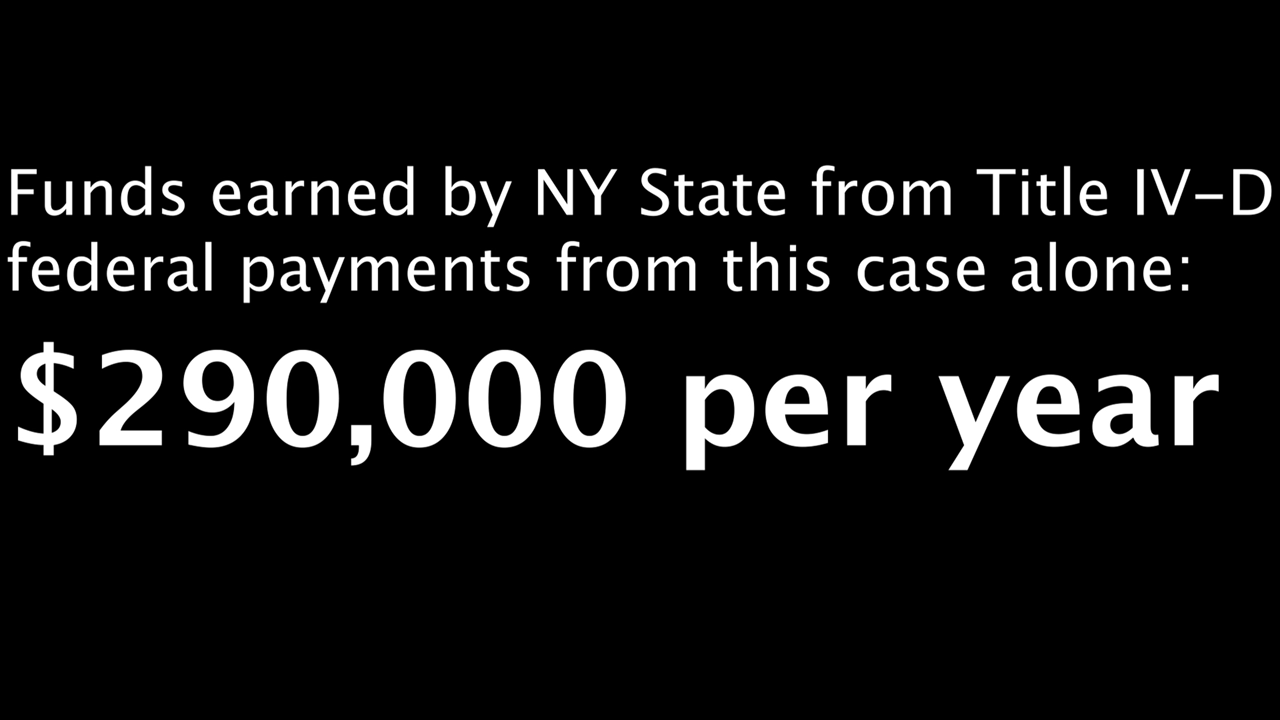 Funds earned by NY State from Title IV-D
federal payments from this case alone:
$290,000 per year